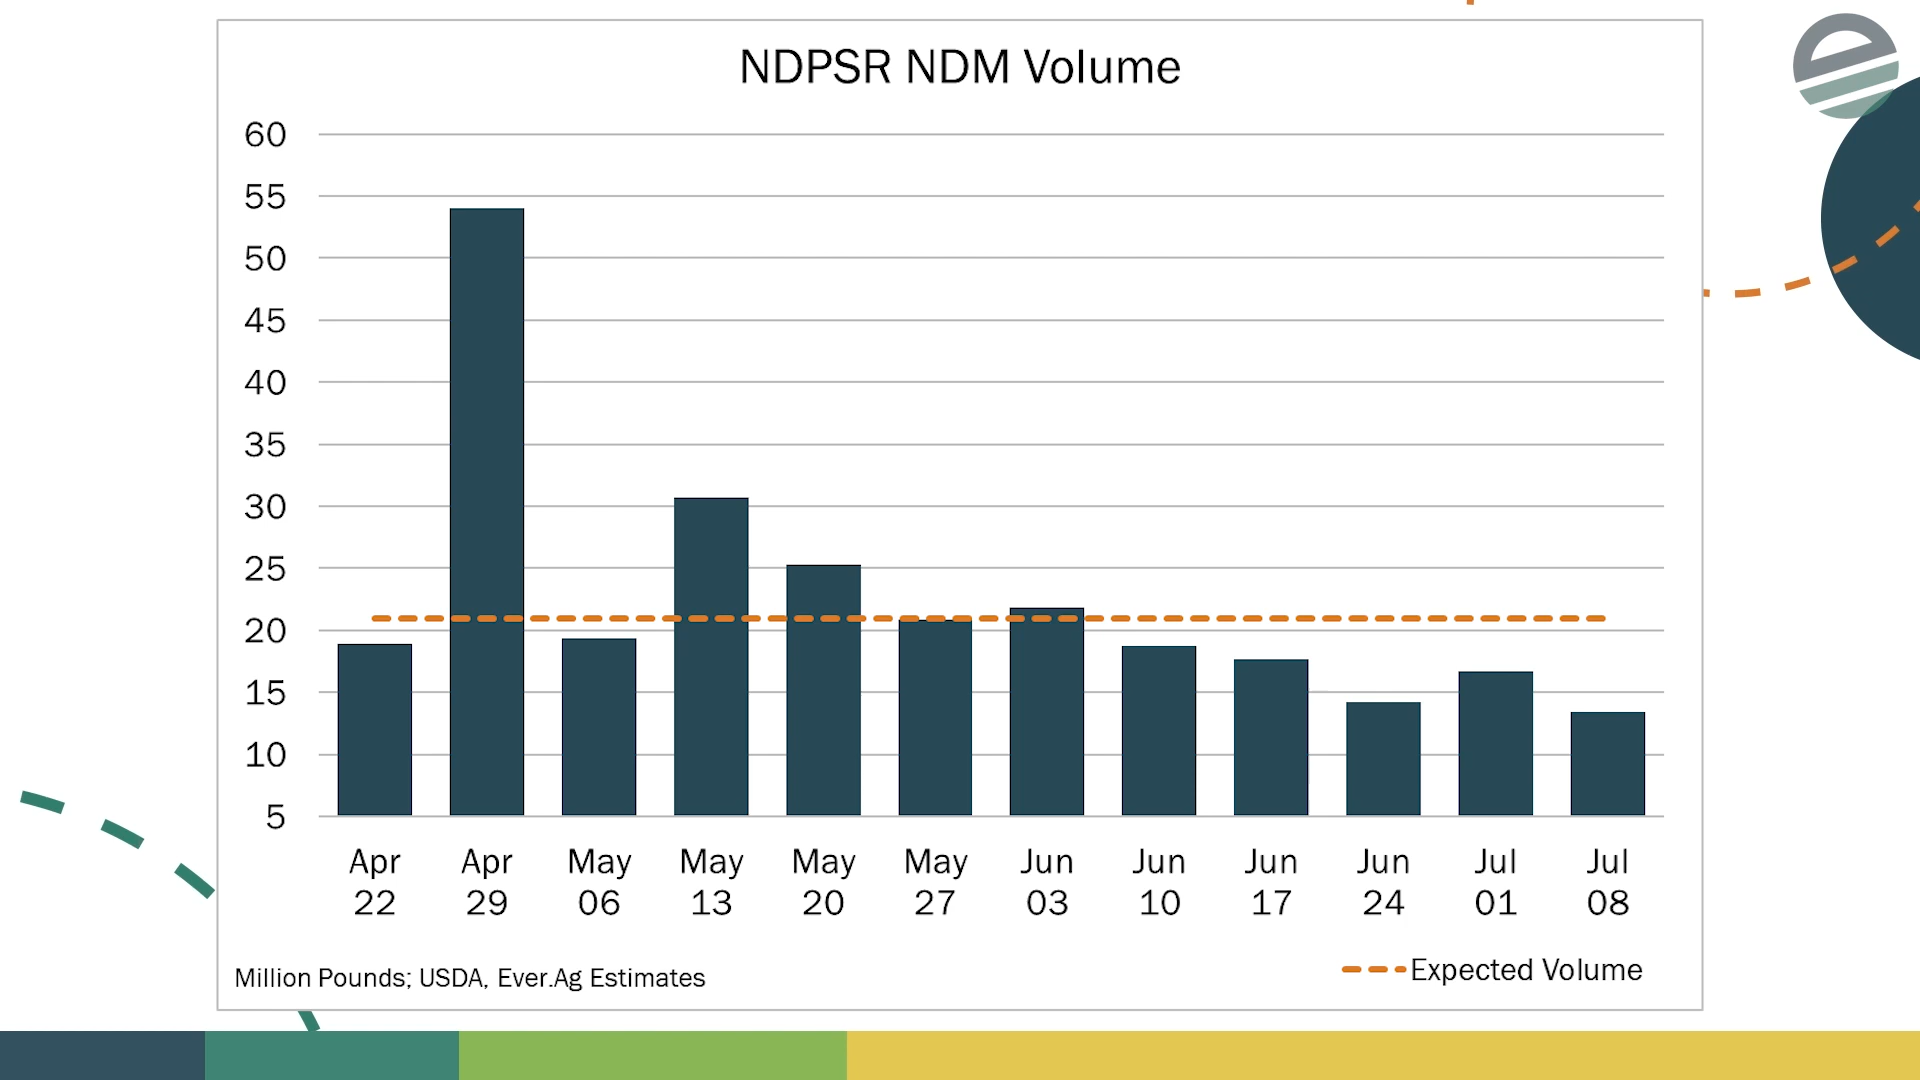 NDPSR NDM Volume
60
55
50
45
40
35
30
25
20
15
10
5
Apr Apr May May May May Jun Jun Jun Jun Jul Jul
22 29 06 13 20 27 03 10 17 24 01 08
Million Pounds; USDA, Ever.Ag Estimates
Expected Volume